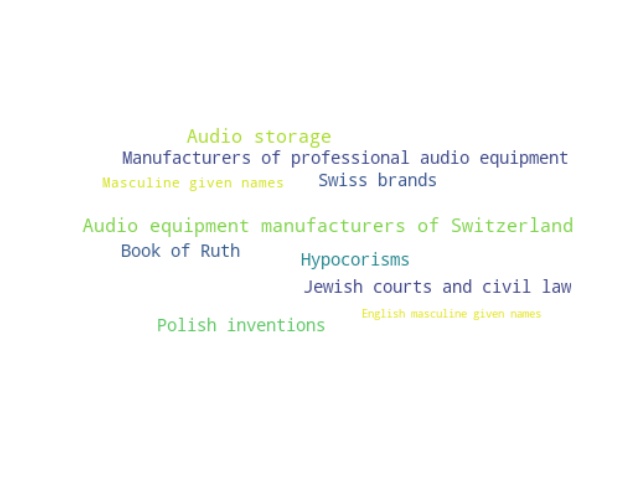 Audio storage
Manufacturers of professional audio equipment
Masculine given names
Swiss brands
Audio equipment manufacturers of Switzerland
Book of Ruth
Hypocorisms
Jewish courts and civil law
English masculine given names
Polish inventions